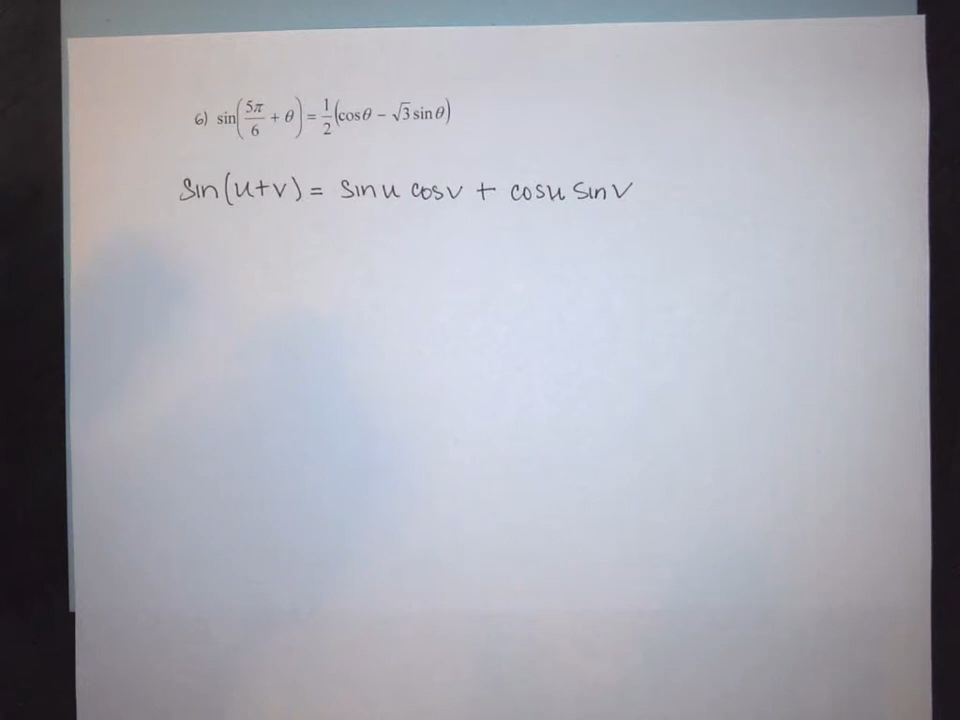 6) sin(5π/6 + θ) = 1/2(cosθ − √3 sinθ)
Sin(u+v) = sinu cosv + cosu sinv